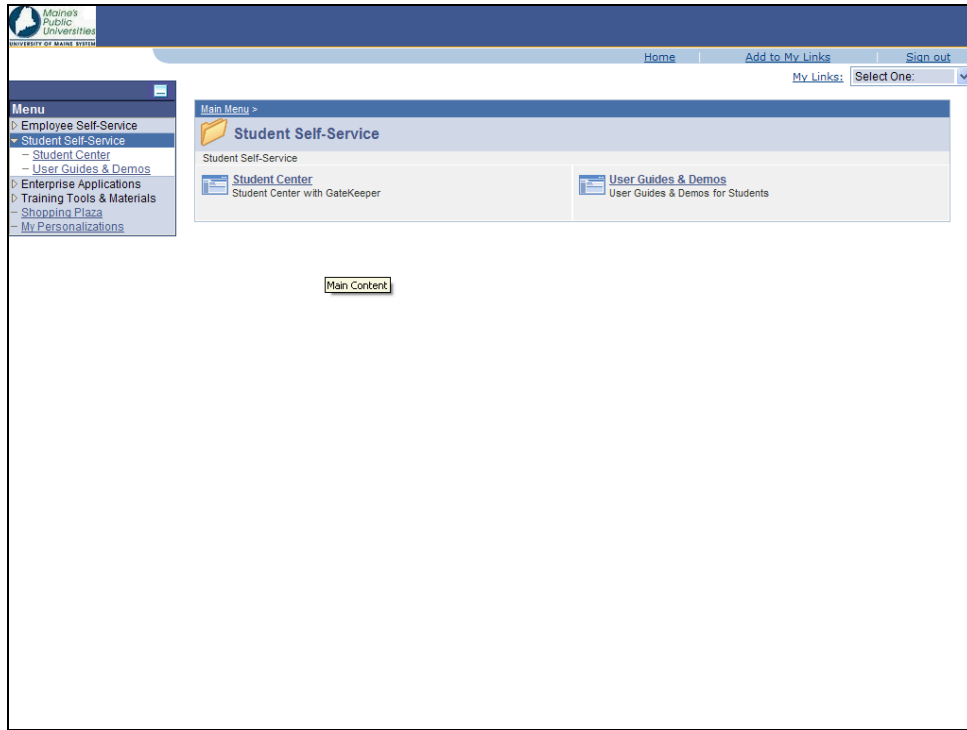 Maine's
Public
Universities
UNIVERSITY OF MAINE SYSTEM
Home Add to My Links Sign out
My Links: Select One:
Menu
Employee Self-Service
Student Self-Service
– Student Center
– User Guides & Demos
Enterprise Applications
Training Tools & Materials
– Shopping Plaza
– My Personalizations
Main Menu >
Student Self-Service
Student Self-Service
Student Center
Student Center with GateKeeper
User Guides & Demos
User Guides & Demos for Students
Main Content